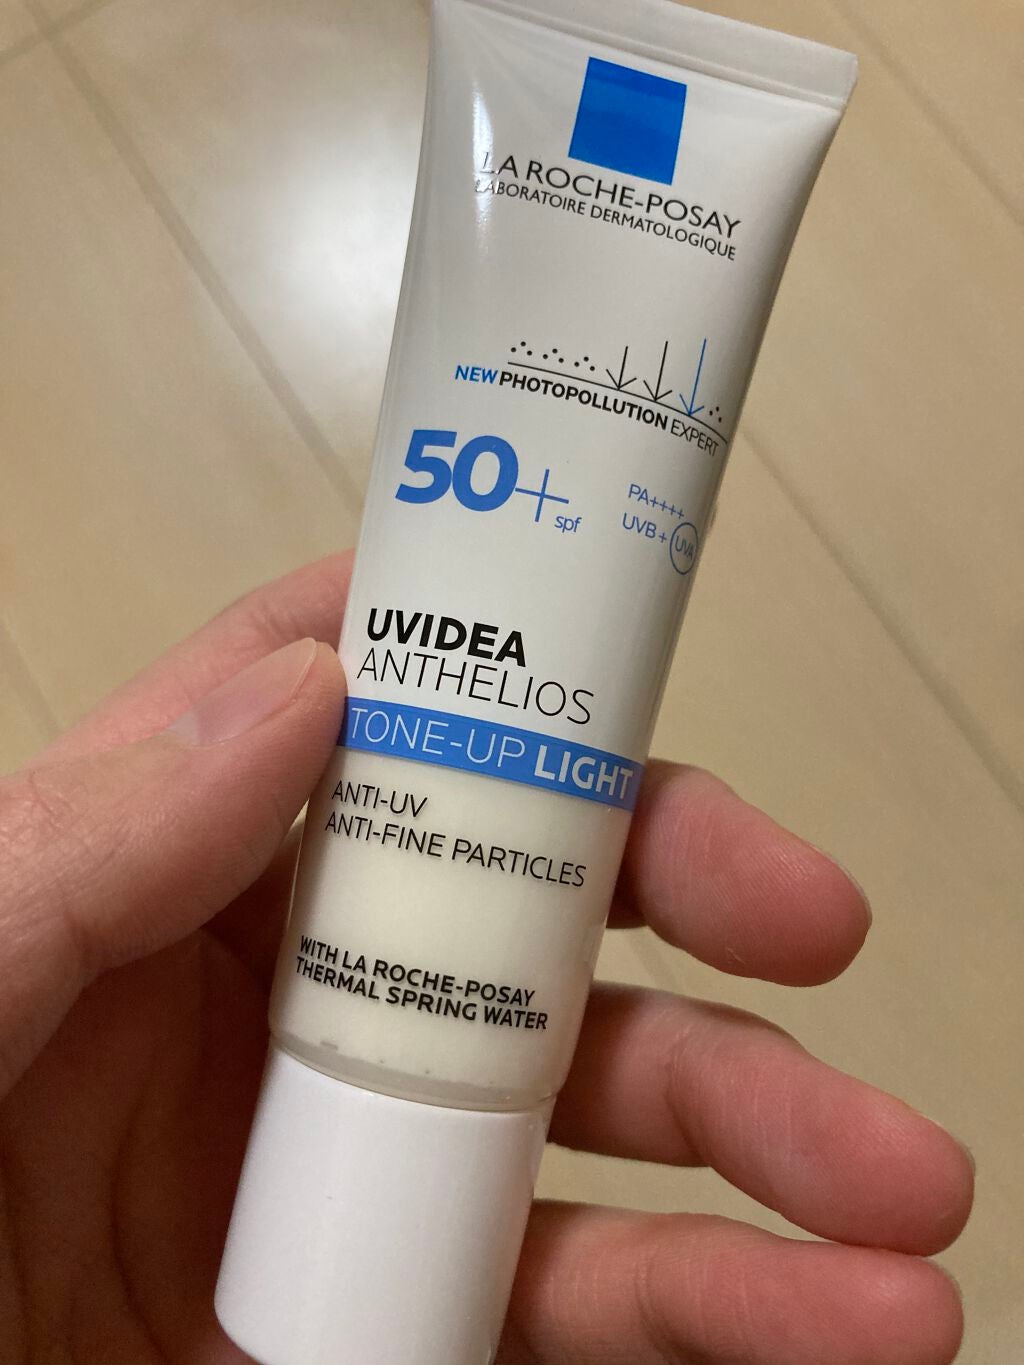 LA ROCHE-POSAY
LABORATOIRE DERMATOLOGIQUE
NEW PHOTOPOLLUTION EXPERT
50+ spf
PA++++
UVB + UVA
UVIDEA
ANTHELIOS
TONE-UP LIGHT
ANTI-UV
ANTI-FINE PARTICLES
WITH LA ROCHE-POSAY
THERMAL SPRING WATER